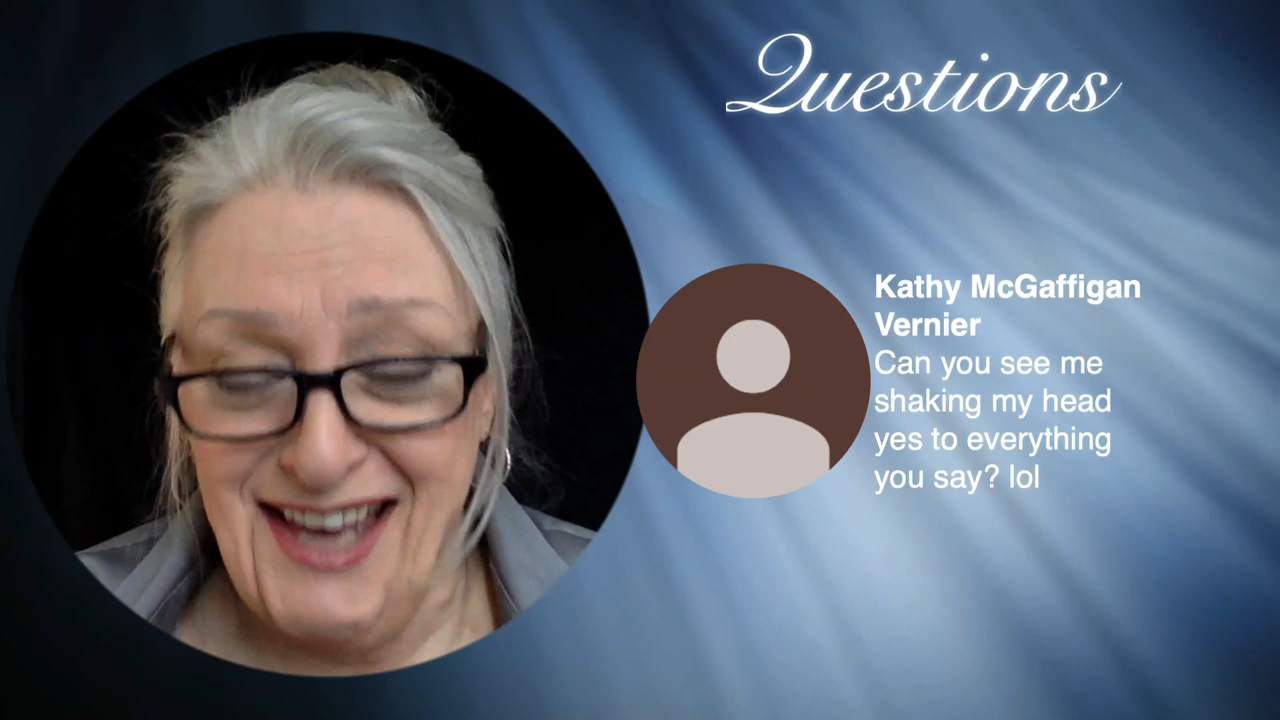 Questions
Kathy McGaffigan
Vernier
Can you see me
shaking my head
yes to everything
you say? lol